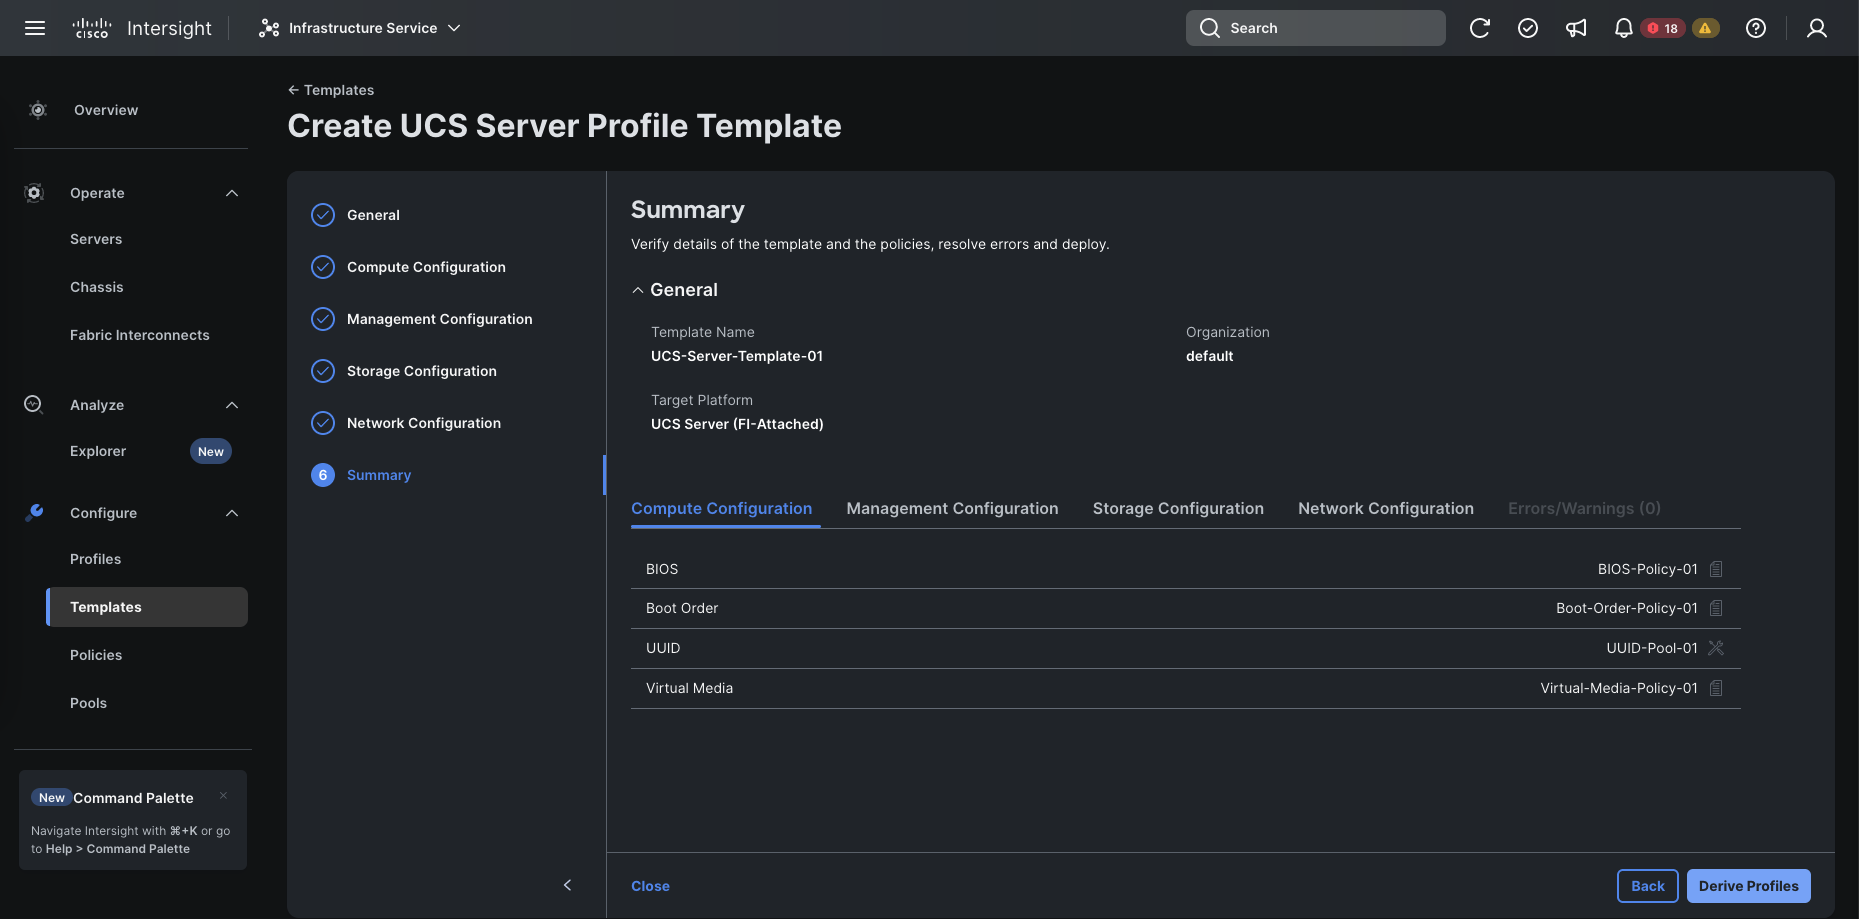 cisco Intersight
Infrastructure Service
Search
18
Overview
Operate
Servers
Chassis
Fabric Interconnects
Analyze
Explorer New
Configure
Profiles
Templates
Policies
Pools
New Command Palette
Navigate Intersight with ⌘+K or go
to Help > Command Palette
← Templates
Create UCS Server Profile Template
General
Compute Configuration
Management Configuration
Storage Configuration
Network Configuration
6 Summary
Summary
Verify details of the template and the policies, resolve errors and deploy.
General
Template Name
UCS-Server-Template-01
Organization
default
Target Platform
UCS Server (FI-Attached)
Compute Configuration Management Configuration Storage Configuration Network Configuration Errors/Warnings (0)
BIOS BIOS-Policy-01
Boot Order Boot-Order-Policy-01
UUID UUID-Pool-01
Virtual Media Virtual-Media-Policy-01
Close Back Derive Profiles